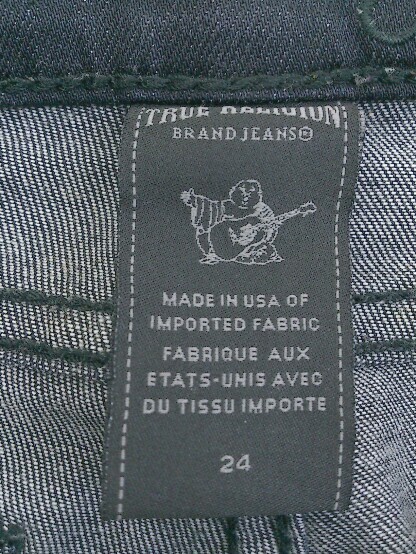 TRUE RELIGION
BRAND JEANS®
MADE IN USA OF
IMPORTED FABRIC
FABRIQUE AUX
ETATS-UNIS AVEC
DU TISSU IMPORTE
24